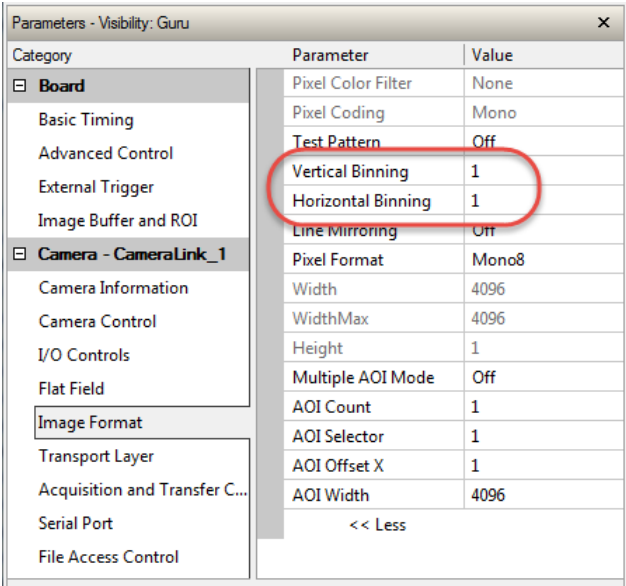 Parameters - Visibility: Guru ×
Category
Board
Basic Timing
Advanced Control
External Trigger
Image Buffer and ROI
Camera - CameraLink_1
Camera Information
Camera Control
I/O Controls
Flat Field
Image Format
Transport Layer
Acquisition and Transfer C...
Serial Port
File Access Control
Parameter Value
Pixel Color Filter None
Pixel Coding Mono
Test Pattern Off
Vertical Binning 1
Horizontal Binning 1
Line Mirroring Off
Pixel Format Mono8
Width 4096
WidthMax 4096
Height 1
Multiple AOI Mode Off
AOI Count 1
AOI Selector 1
AOI Offset X 1
AOI Width 4096
<< Less